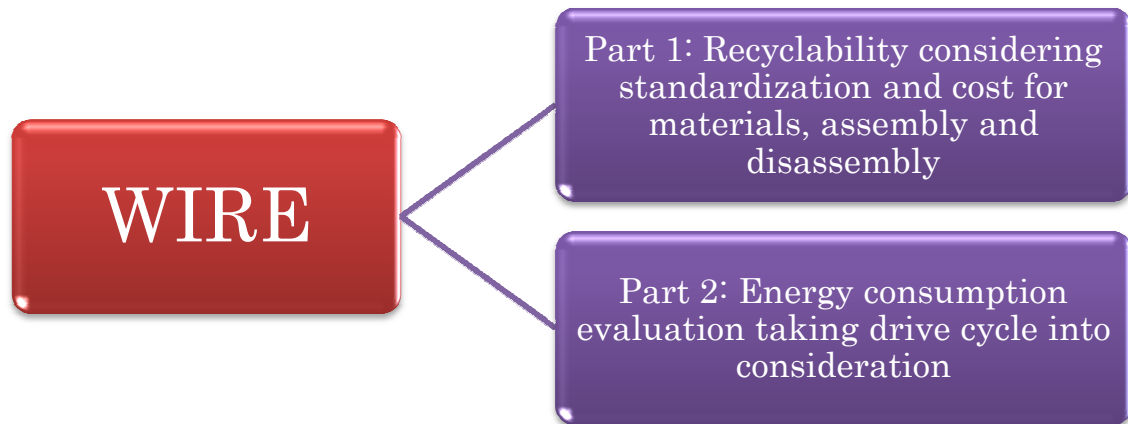 WIRE
Part 1: Recyclability considering
standardization and cost for
materials, assembly and
disassembly
Part 2: Energy consumption
evaluation taking drive cycle into
consideration